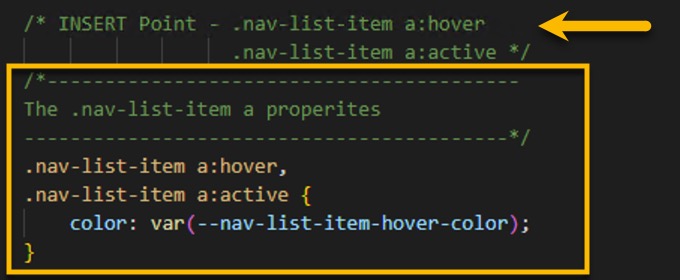 /* INSERT Point - .nav-list-item a:hover
.nav-list-item a:active */
/*-----------------------------------------
The .nav-list-item a properites
------------------------------------------*/
.nav-list-item a:hover,
.nav-list-item a:active {
color: var(--nav-list-item-hover-color);
}